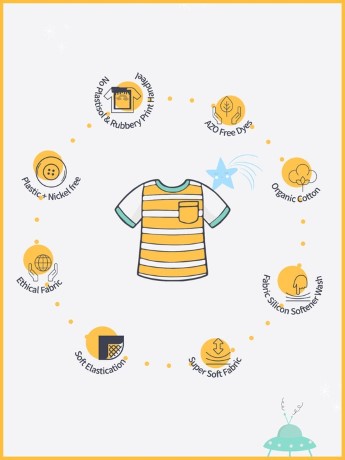 No Plastisol & Rubbery Print Handfeel
AZO Free Dyes
Organic Cotton
Fabric Silicon Softener Wash
Super Soft Fabric
Soft Elastication
Ethical Fabric
Plastic + Nickel free